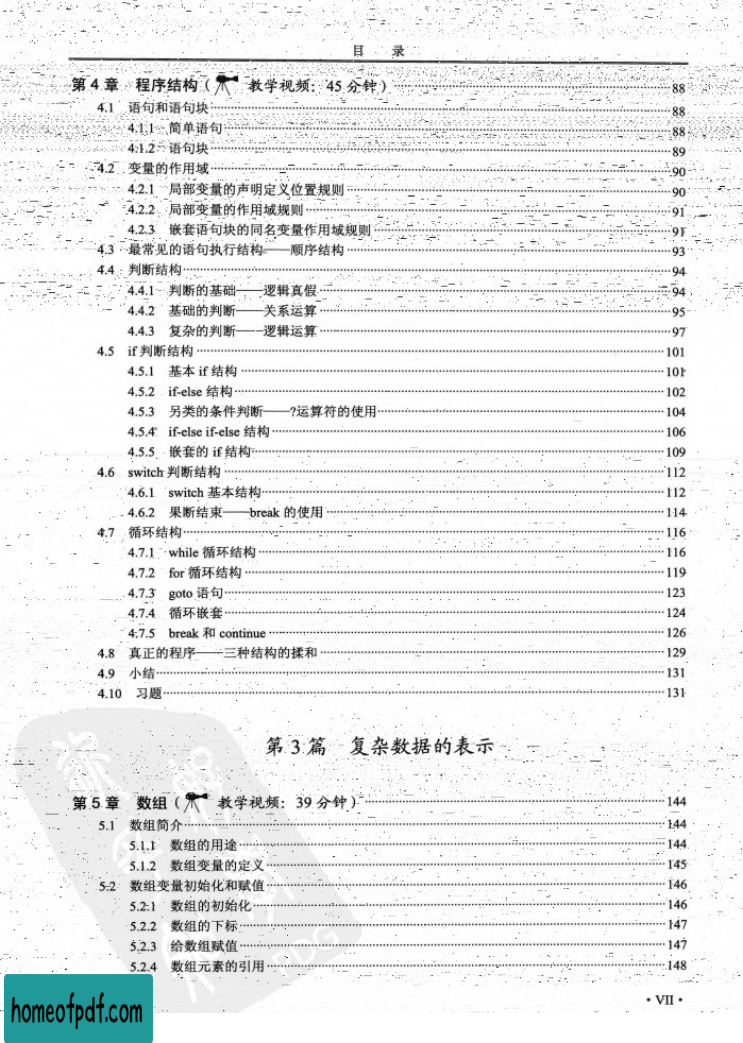 目 录
第 4 章 程序结构（ 教学视频：45 分钟）……88
4.1 语句和语句块……88
4.1.1 简单语句……88
4.1.2 语句块……89
4.2 变量的作用域……90
4.2.1 局部变量的声明定义位置规则……90
4.2.2 局部变量的作用域规则……91
4.2.3 嵌套语句块的同名变量作用域规则……91
4.3 最常见的语句执行结构——顺序结构……93
4.4 判断结构……94
4.4.1 判断的基础——逻辑真假……94
4.4.2 基础的判断——关系运算……95
4.4.3 复杂的判断——逻辑运算……97
4.5 if 判断结构……101
4.5.1 基本 if 结构……101
4.5.2 if-else 结构……102
4.5.3 另类的条件判断——?运算符的使用……104
4.5.4 if-else if-else 结构……106
4.5.5 嵌套的 if 结构……109
4.6 switch 判断结构……112
4.6.1 switch 基本结构……112
4.6.2 果断结束——break 的使用……114
4.7 循环结构……116
4.7.1 while 循环结构……116
4.7.2 for 循环结构……119
4.7.3 goto 语句……123
4.7.4 循环嵌套……124
4.7.5 break 和 continue……126
4.8 真正的程序——三种结构的揉和……129
4.9 小结……131
4.10 习题……131
第 3 篇 复杂数据的表示
第 5 章 数组（ 教学视频：39 分钟）……144
5.1 数组简介……144
5.1.1 数组的用途……144
5.1.2 数组变量的定义……145
5.2 数组变量初始化和赋值……146
5.2.1 数组的初始化……146
5.2.2 数组的下标……147
5.2.3 给数组赋值……147
5.2.4 数组元素的引用……148
PDG
homeofpdf.com
• VII •